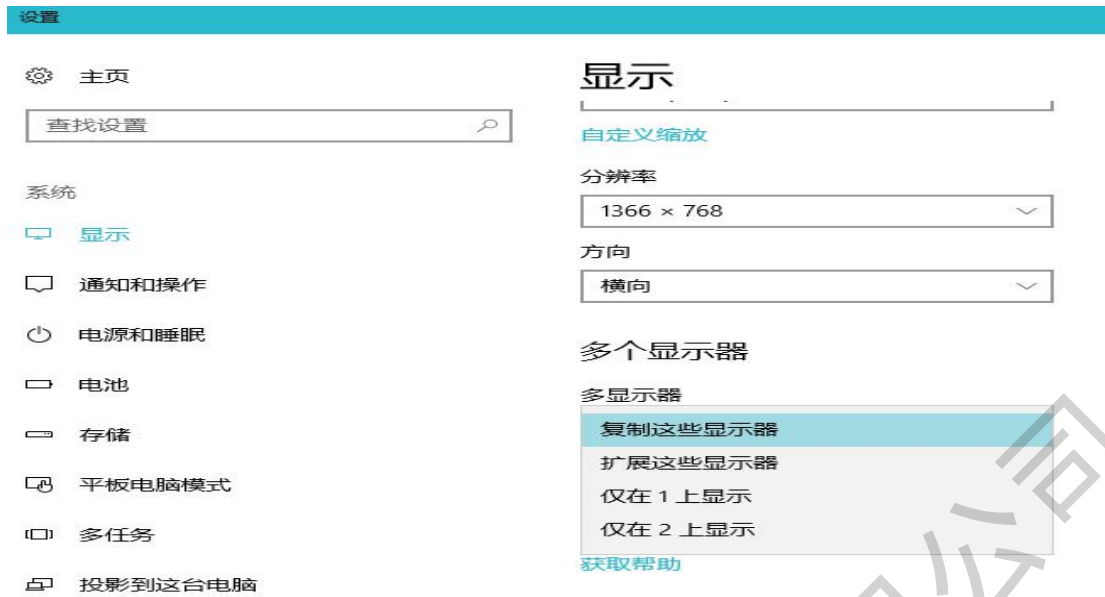 设置
主页
查找设置
系统
显示
通知和操作
电源和睡眠
电池
存储
平板电脑模式
多任务
投影到这台电脑
显示
自定义缩放
分辨率
1366 × 768
方向
横向
多个显示器
多显示器
复制这些显示器
扩展这些显示器
仅在 1 上显示
仅在 2 上显示
获取帮助
公司